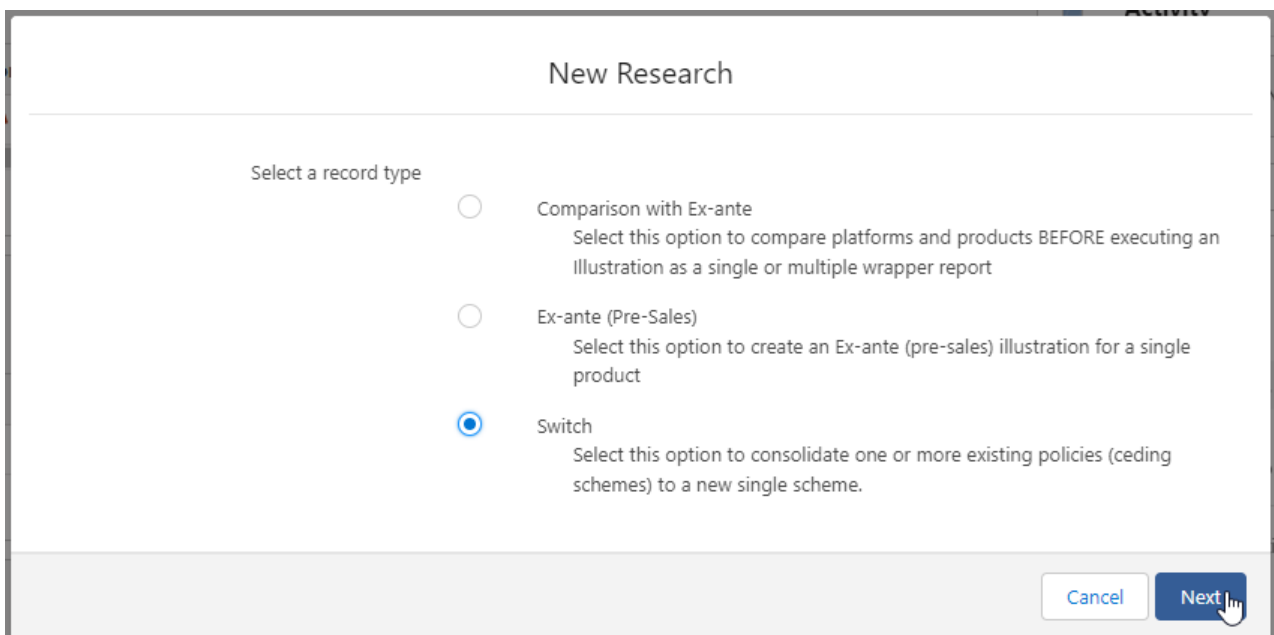 Activity
New Research
Select a record type
Comparison with Ex-ante
Select this option to compare platforms and products BEFORE executing an
Illustration as a single or multiple wrapper report
Ex-ante (Pre-Sales)
Select this option to create an Ex-ante (pre-sales) illustration for a single
product
Switch
Select this option to consolidate one or more existing policies (ceding
schemes) to a new single scheme.
Cancel
Next